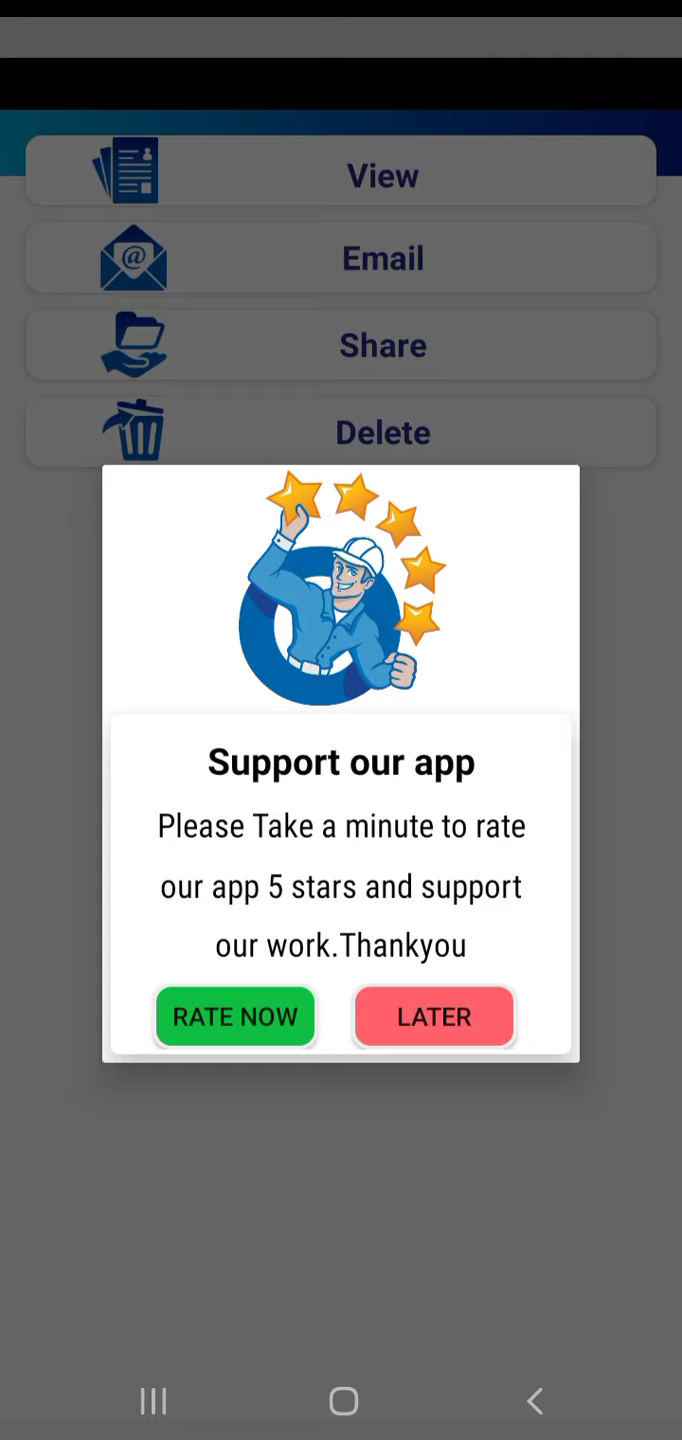 View
Email
Share
Delete
Support our app
Please Take a minute to rate
our app 5 stars and support
our work.Thankyou
RATE NOW
LATER